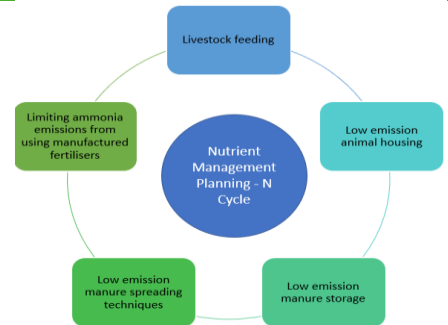 Livestock feeding
Limiting ammonia
emissions from
using manufactured
fertilisers
Low emission
animal housing
Nutrient
Management
Planning - N
Cycle
Low emission
manure spreading
techniques
Low emission
manure storage